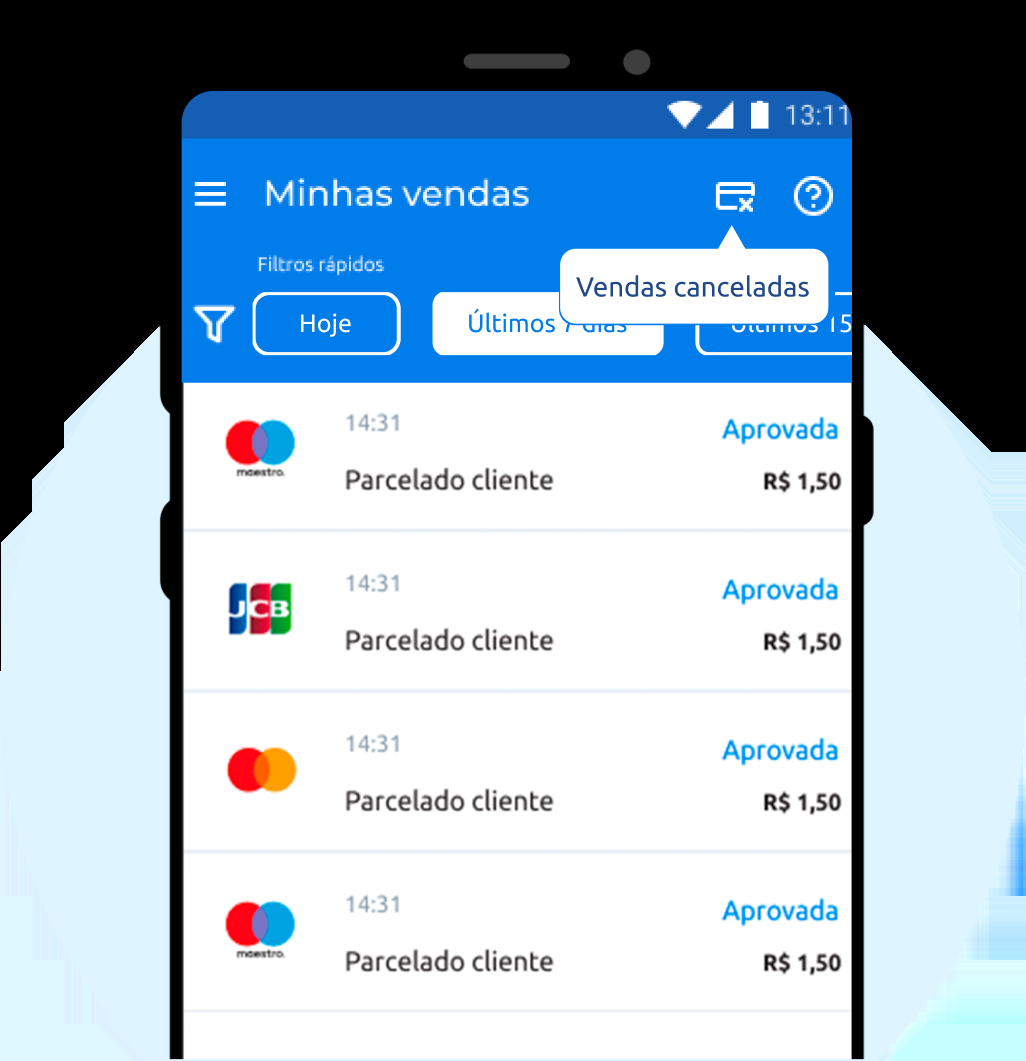 13:11
Minhas vendas
Filtros rápidos
Vendas canceladas
Hoje
Últimos 7 dias
Últimos 15
14:31
Aprovada
maestro.
Parcelado cliente
R$ 1,50
14:31
Aprovada
JCB
Parcelado cliente
R$ 1,50
14:31
Aprovada
Parcelado cliente
R$ 1,50
14:31
Aprovada
maestro.
Parcelado cliente
R$ 1,50